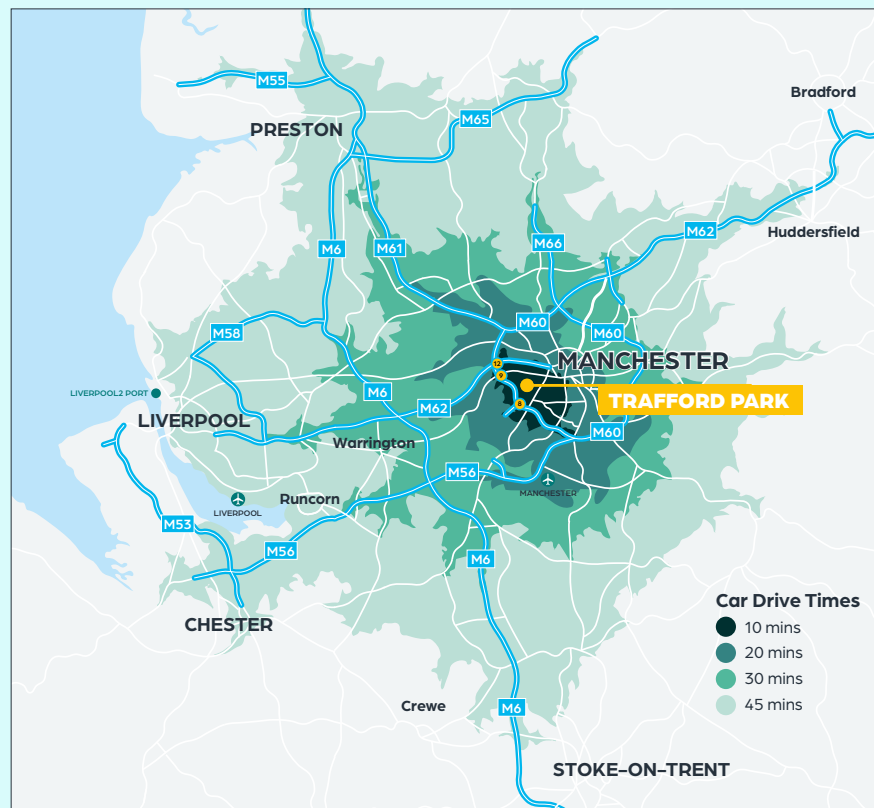 M55
Bradford
M65
PRESTON
M62
Huddersfield
M6
M61
M66
M60
M58
M60
12
MANCHESTER
9
LIVERPOOL2 PORT
M6
TRAFFORD PARK
M62
8
LIVERPOOL
M60
Warrington
M56
MANCHESTER
Runcorn
LIVERPOOL
M53
M56
M6
Car Drive Times
CHESTER
10 mins
20 mins
30 mins
45 mins
Crewe
M6
STOKE–ON–TRENT